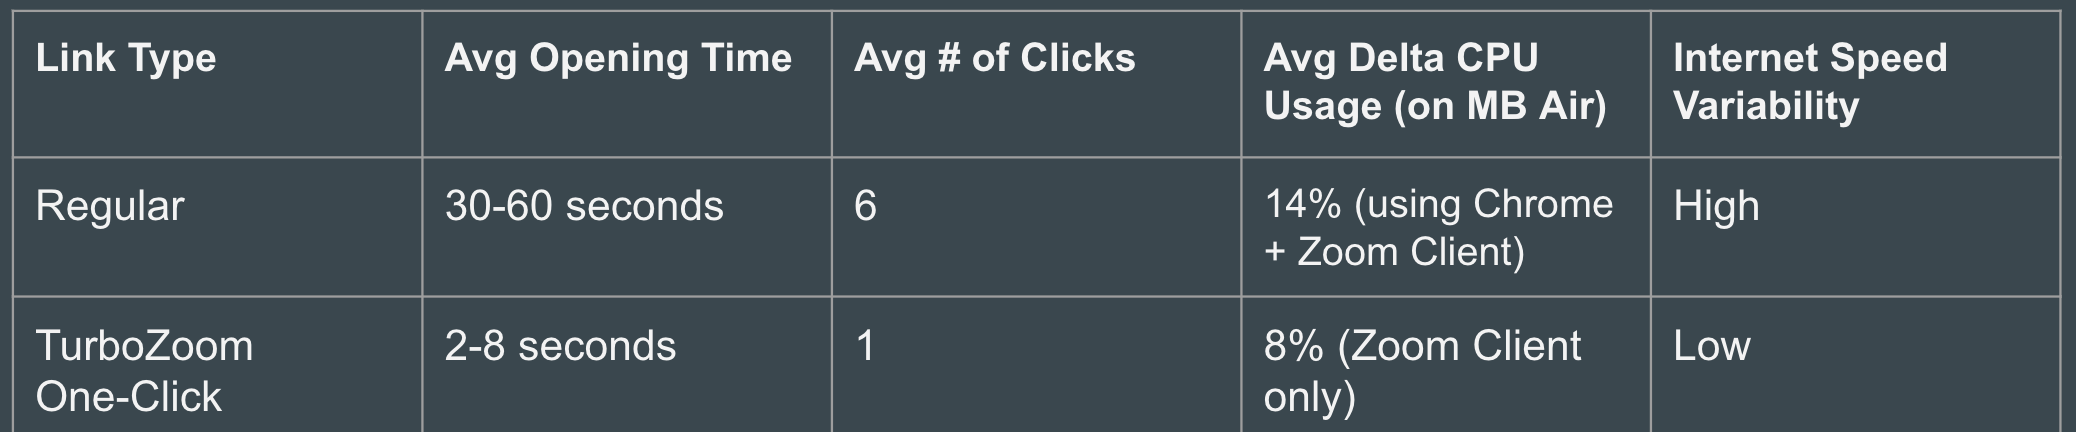 Link Type
Avg Opening Time
Avg # of Clicks
Avg Delta CPU
Usage (on MB Air)
Internet Speed
Variability
Regular
30-60 seconds
6
14% (using Chrome
+ Zoom Client)
High
TurboZoom
One-Click
2-8 seconds
1
8% (Zoom Client
only)
Low